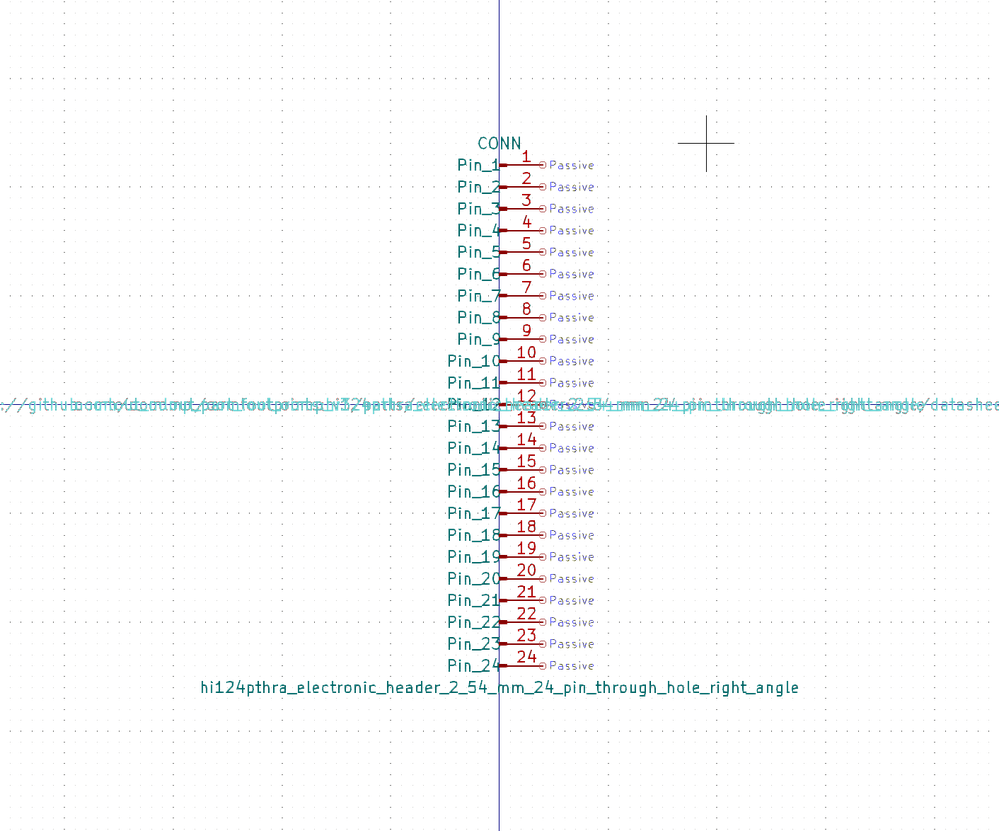 CONN
Pin_1 1 Passive
Pin_2 2 Passive
Pin_3 3 Passive
Pin_4 4 Passive
Pin_5 5 Passive
Pin_6 6 Passive
Pin_7 7 Passive
Pin_8 8 Passive
Pin_9 9 Passive
Pin_10 10 Passive
Pin_11 11 Passive
12
Pin_13 13 Passive
Pin_14 14 Passive
Pin_15 15 Passive
Pin_16 16 Passive
Pin_17 17 Passive
Pin_18 18 Passive
Pin_19 19 Passive
Pin_20 20 Passive
Pin_21 21 Passive
Pin_22 22 Passive
Pin_23 23 Passive
Pin_24 24 Passive
hi124pthra_electronic_header_2_54_mm_24_pin_through_hole_right_angle